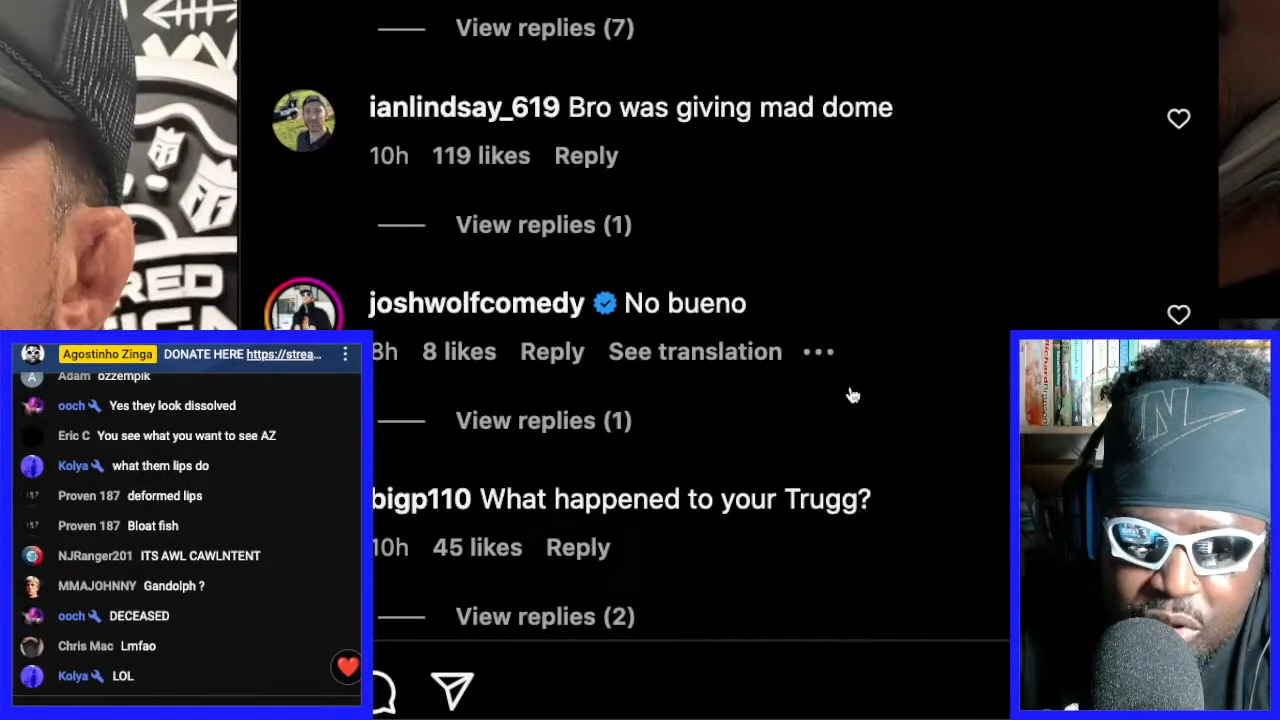 View replies (7)
ianlindsay_619 Bro was giving mad dome
10h 119 likes Reply
View replies (1)
RED
joshwolfcomedy No bueno
8h 8 likes Reply See translation •••
View replies (1)
bigp110 What happened to your Trugg?
10h 45 likes Reply
View replies (2)
Agostinho Zinga DONATE HERE https://strea...
A Adam ozzempik
ooch Yes they look dissolved
Eric C You see what you want to see AZ
Kolya what them lips do
Proven 187 deformed lips
Proven 187 Bloat fish
NJRanger201 ITS AWL CAWLNTENT
MMAJOHNNY Gandolph ?
ooch DECEASED
Chris Mac Lmfao
Kolya LOL